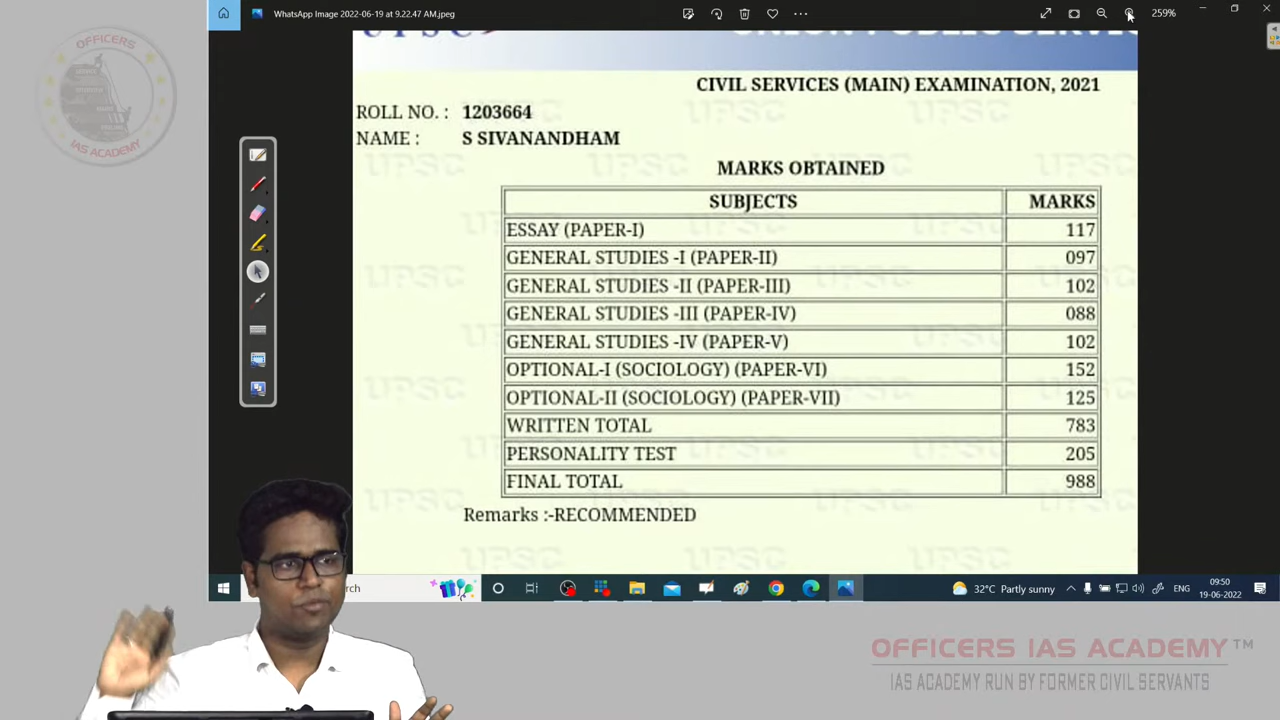 WhatsApp Image 2022-06-19 at 9.22.47 AM.jpeg
259%
OFFICERS
IAS ACADEMY
CIVIL SERVICES (MAIN) EXAMINATION, 2021
ROLL NO. : 1203664
NAME : S SIVANANDHAM
MARKS OBTAINED
SUBJECTS MARKS
ESSAY (PAPER-I) 117
GENERAL STUDIES -I (PAPER-II) 097
GENERAL STUDIES -II (PAPER-III) 102
GENERAL STUDIES -III (PAPER-IV) 088
GENERAL STUDIES -IV (PAPER-V) 102
OPTIONAL-I (SOCIOLOGY) (PAPER-VI) 152
OPTIONAL-II (SOCIOLOGY) (PAPER-VII) 125
WRITTEN TOTAL 783
PERSONALITY TEST 205
FINAL TOTAL 988
Remarks :-RECOMMENDED
32°C Partly sunny
ENG
09:50
19-06-2022
OFFICERS IAS ACADEMY™
IAS ACADEMY RUN BY FORMER CIVIL SERVANTS